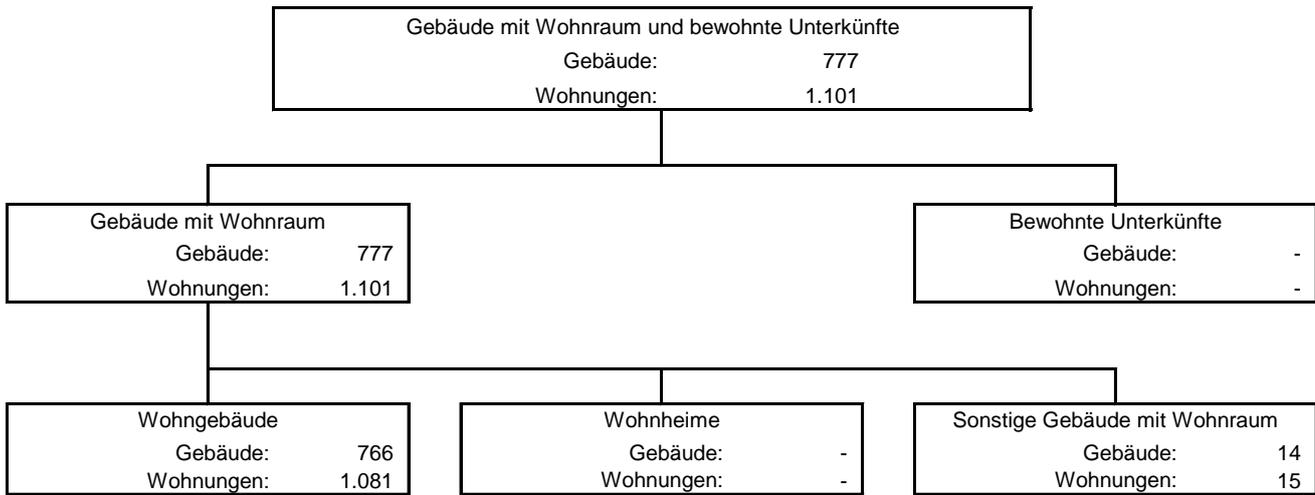 Gebäude mit Wohnraum und bewohnte Unterkünfte
Gebäude: 777
Wohnungen: 1.101
Gebäude mit Wohnraum
Gebäude: 777
Wohnungen: 1.101
Bewohnte Unterkünfte
Gebäude: -
Wohnungen: -
Wohngebäude
Gebäude: 766
Wohnungen: 1.081
Wohnheime
Gebäude: -
Wohnungen: -
Sonstige Gebäude mit Wohnraum
Gebäude: 14
Wohnungen: 15